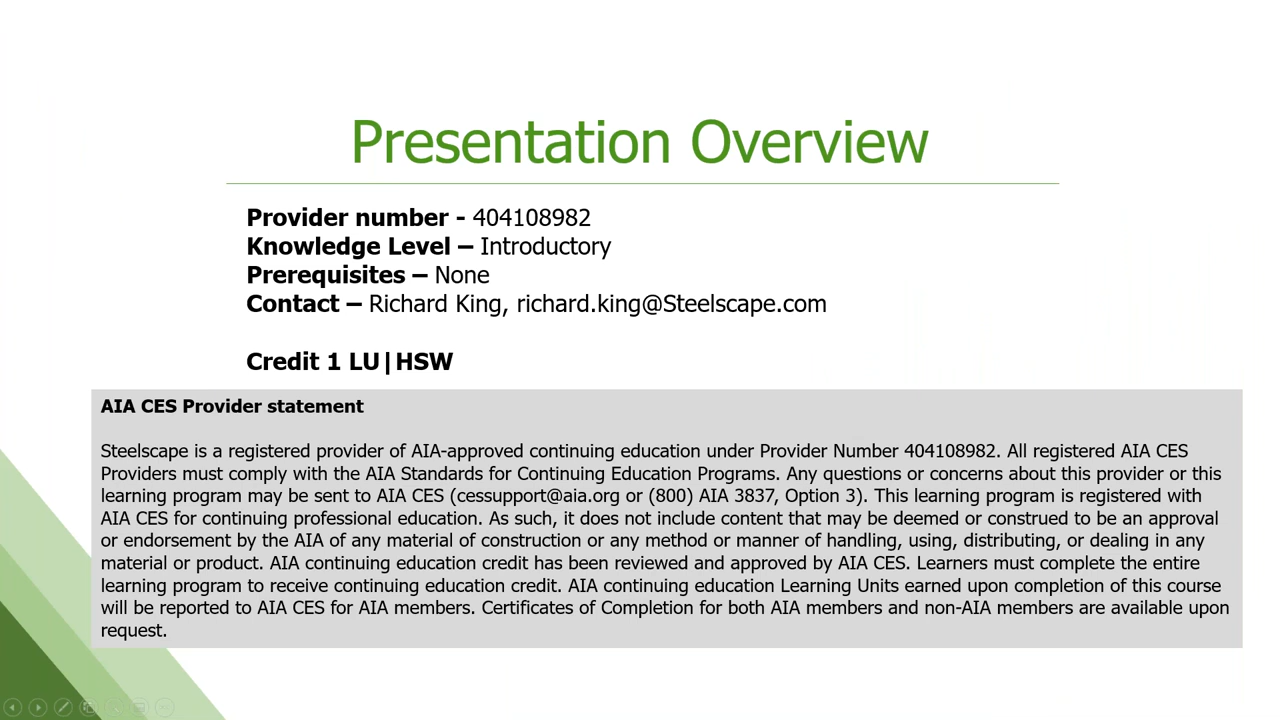 Presentation Overview
Provider number - 404108982
Knowledge Level – Introductory
Prerequisites – None
Contact – Richard King, richard.king@Steelscape.com
Credit 1 LU|HSW
AIA CES Provider statement
Steelscape is a registered provider of AIA-approved continuing education under Provider Number 404108982. All registered AIA CES
Providers must comply with the AIA Standards for Continuing Education Programs. Any questions or concerns about this provider or this
learning program may be sent to AIA CES (cessupport@aia.org or (800) AIA 3837, Option 3). This learning program is registered with
AIA CES for continuing professional education. As such, it does not include content that may be deemed or construed to be an approval
or endorsement by the AIA of any material of construction or any method or manner of handling, using, distributing, or dealing in any
material or product. AIA continuing education credit has been reviewed and approved by AIA CES. Learners must complete the entire
learning program to receive continuing education credit. AIA continuing education Learning Units earned upon completion of this course
will be reported to AIA CES for AIA members. Certificates of Completion for both AIA members and non-AIA members are available upon
request.